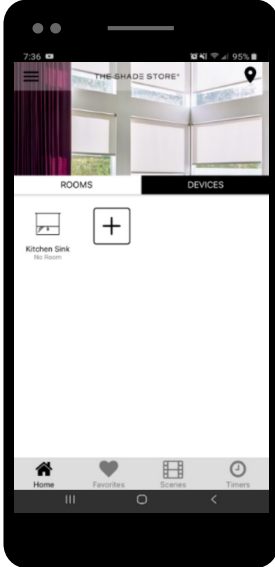 7:36 95%
THE SHADE STORE®
ROOMS DEVICES
Kitchen Sink
No Room
Home Favorites Scenes Timers